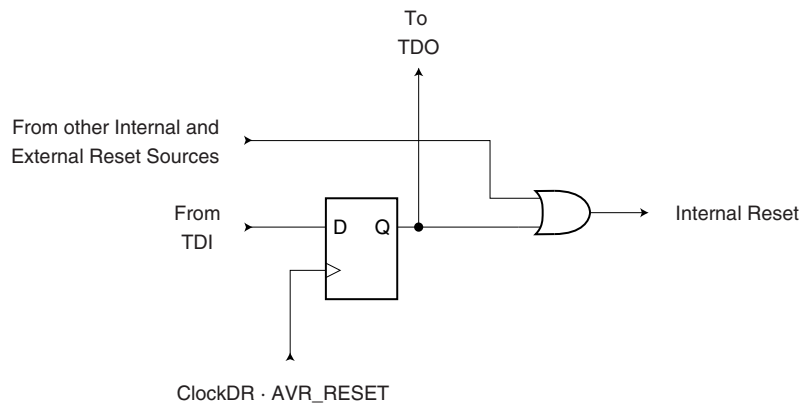 To
TDO
From other Internal and
External Reset Sources
From
TDI
D Q
Internal Reset
ClockDR · AVR_RESET